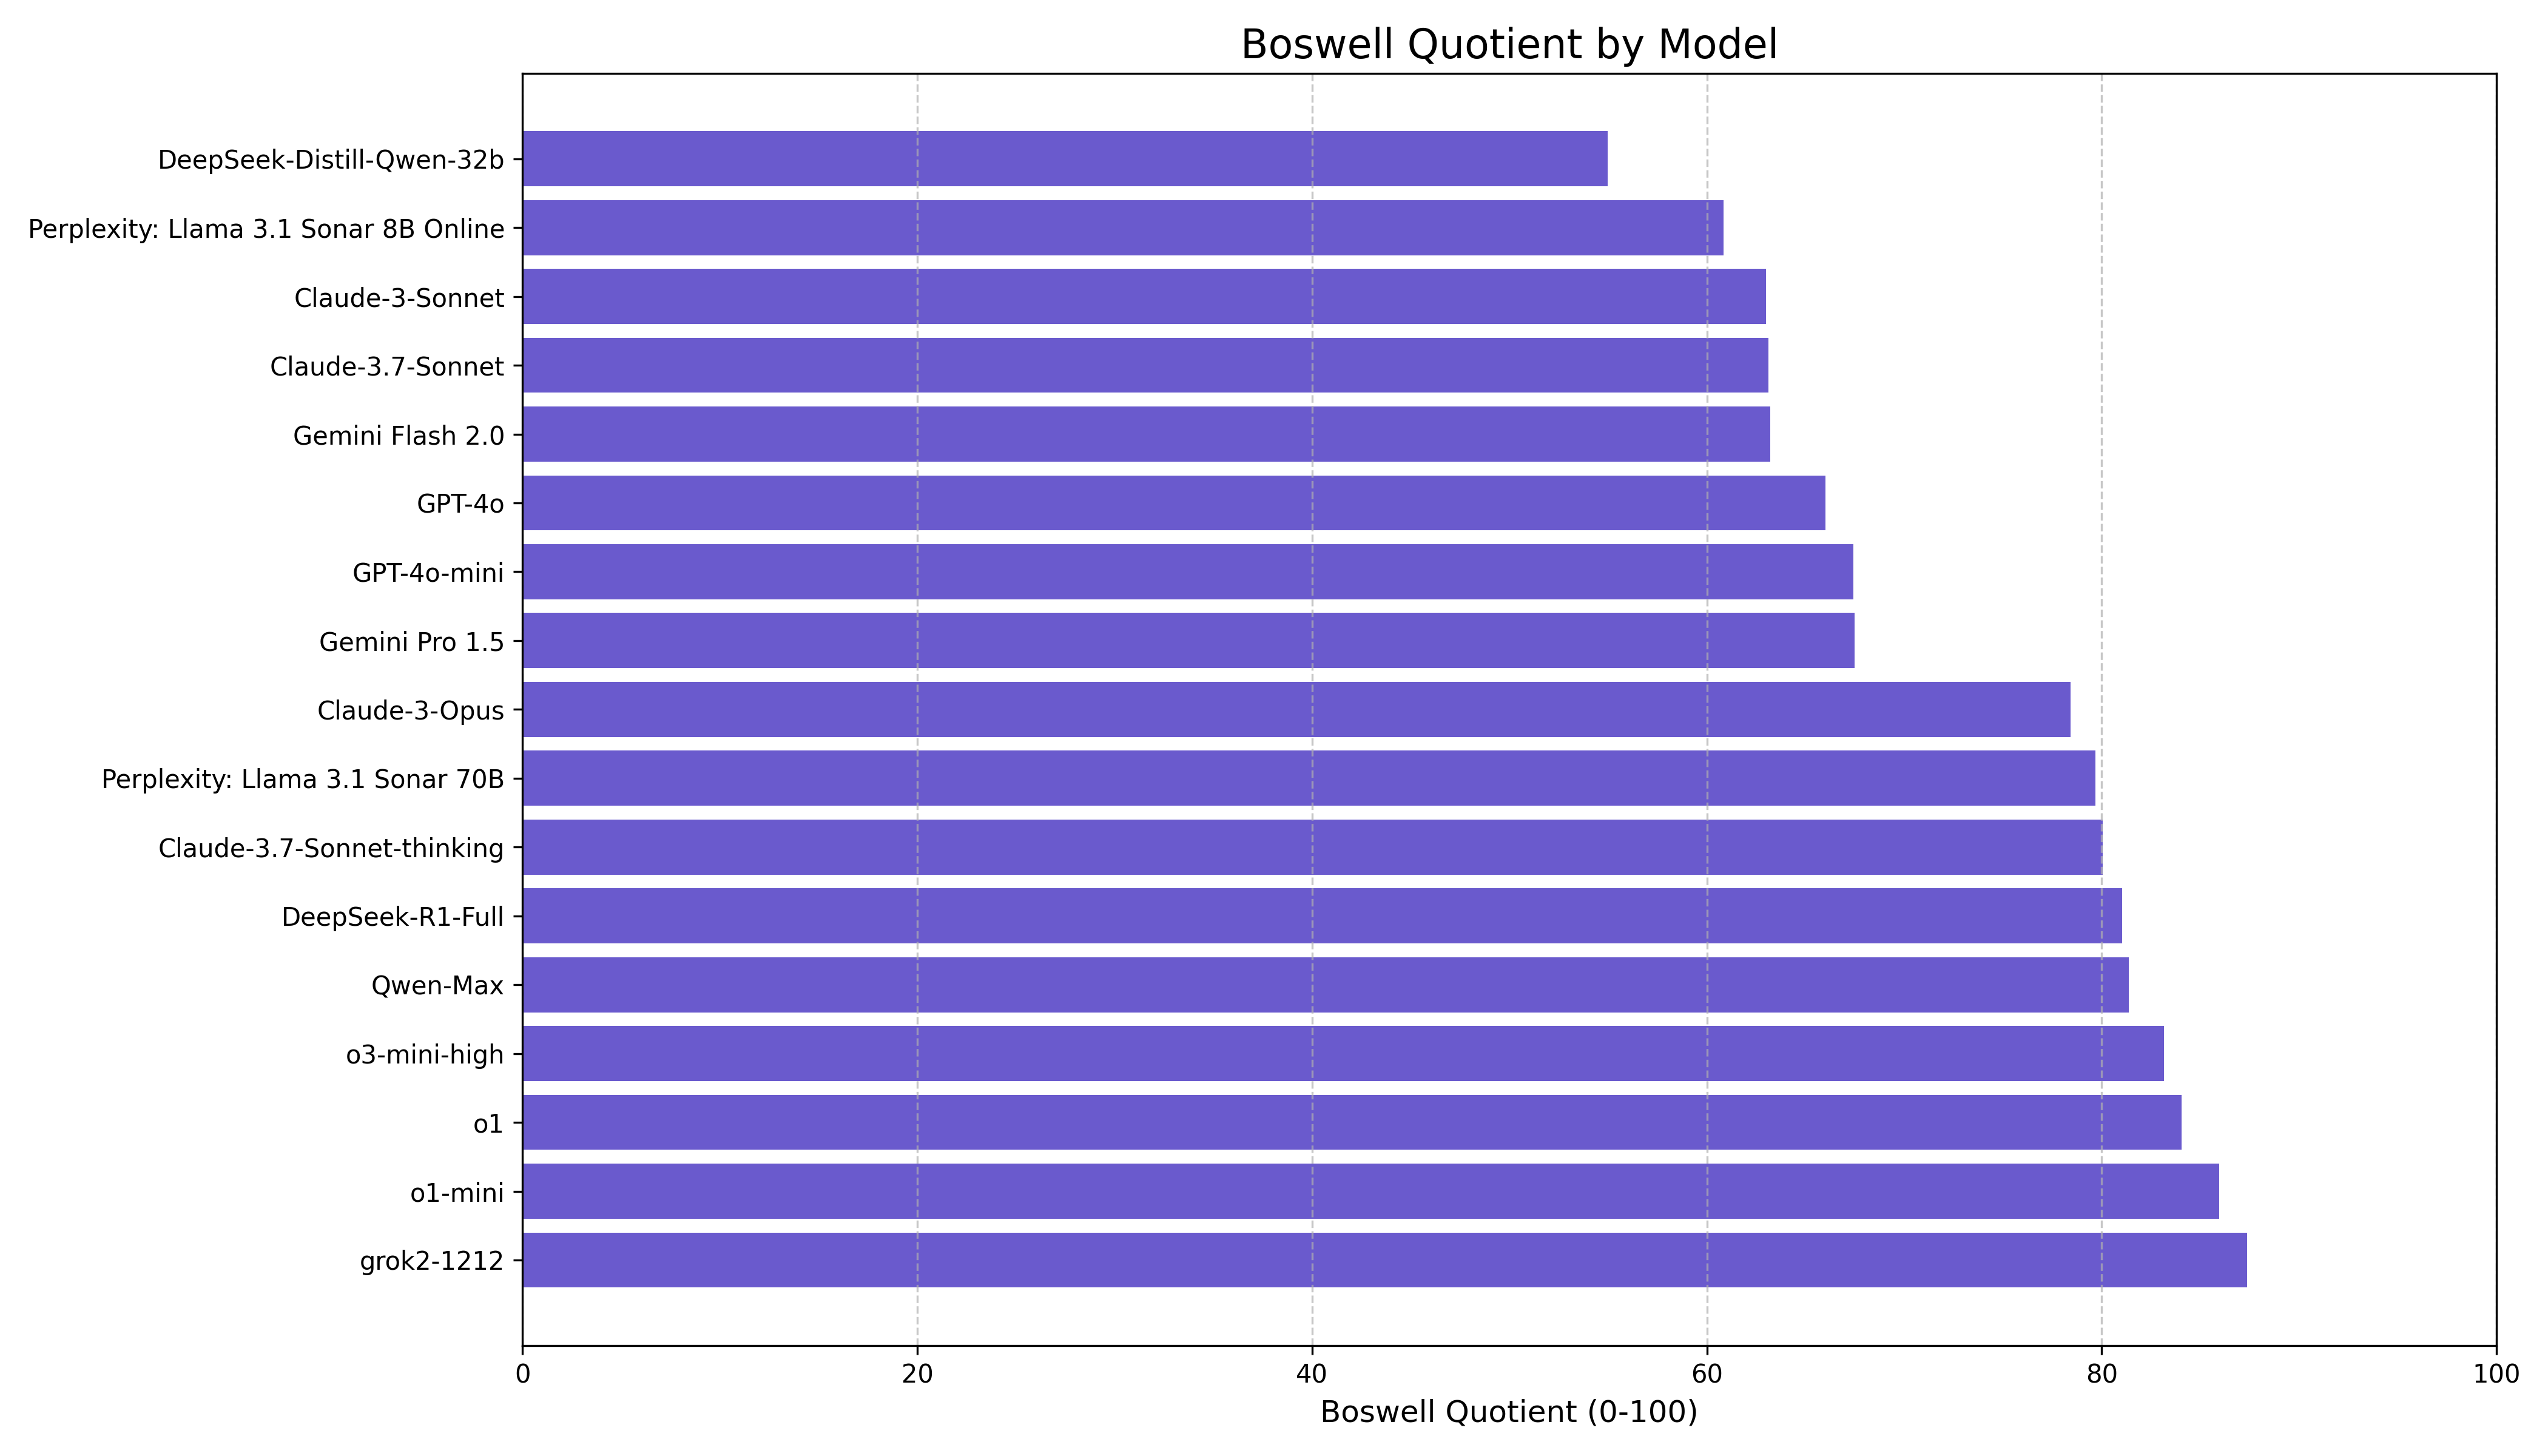 Boswell Quotient by Model
DeepSeek-Distill-Qwen-32b
Perplexity: Llama 3.1 Sonar 8B Online
Claude-3-Sonnet
Claude-3.7-Sonnet
Gemini Flash 2.0
GPT-4o
GPT-4o-mini
Gemini Pro 1.5
Claude-3-Opus
Perplexity: Llama 3.1 Sonar 70B
Claude-3.7-Sonnet-thinking
DeepSeek-R1-Full
Qwen-Max
o3-mini-high
o1
o1-mini
grok2-1212
0 20 40 60 80 100
Boswell Quotient (0-100)